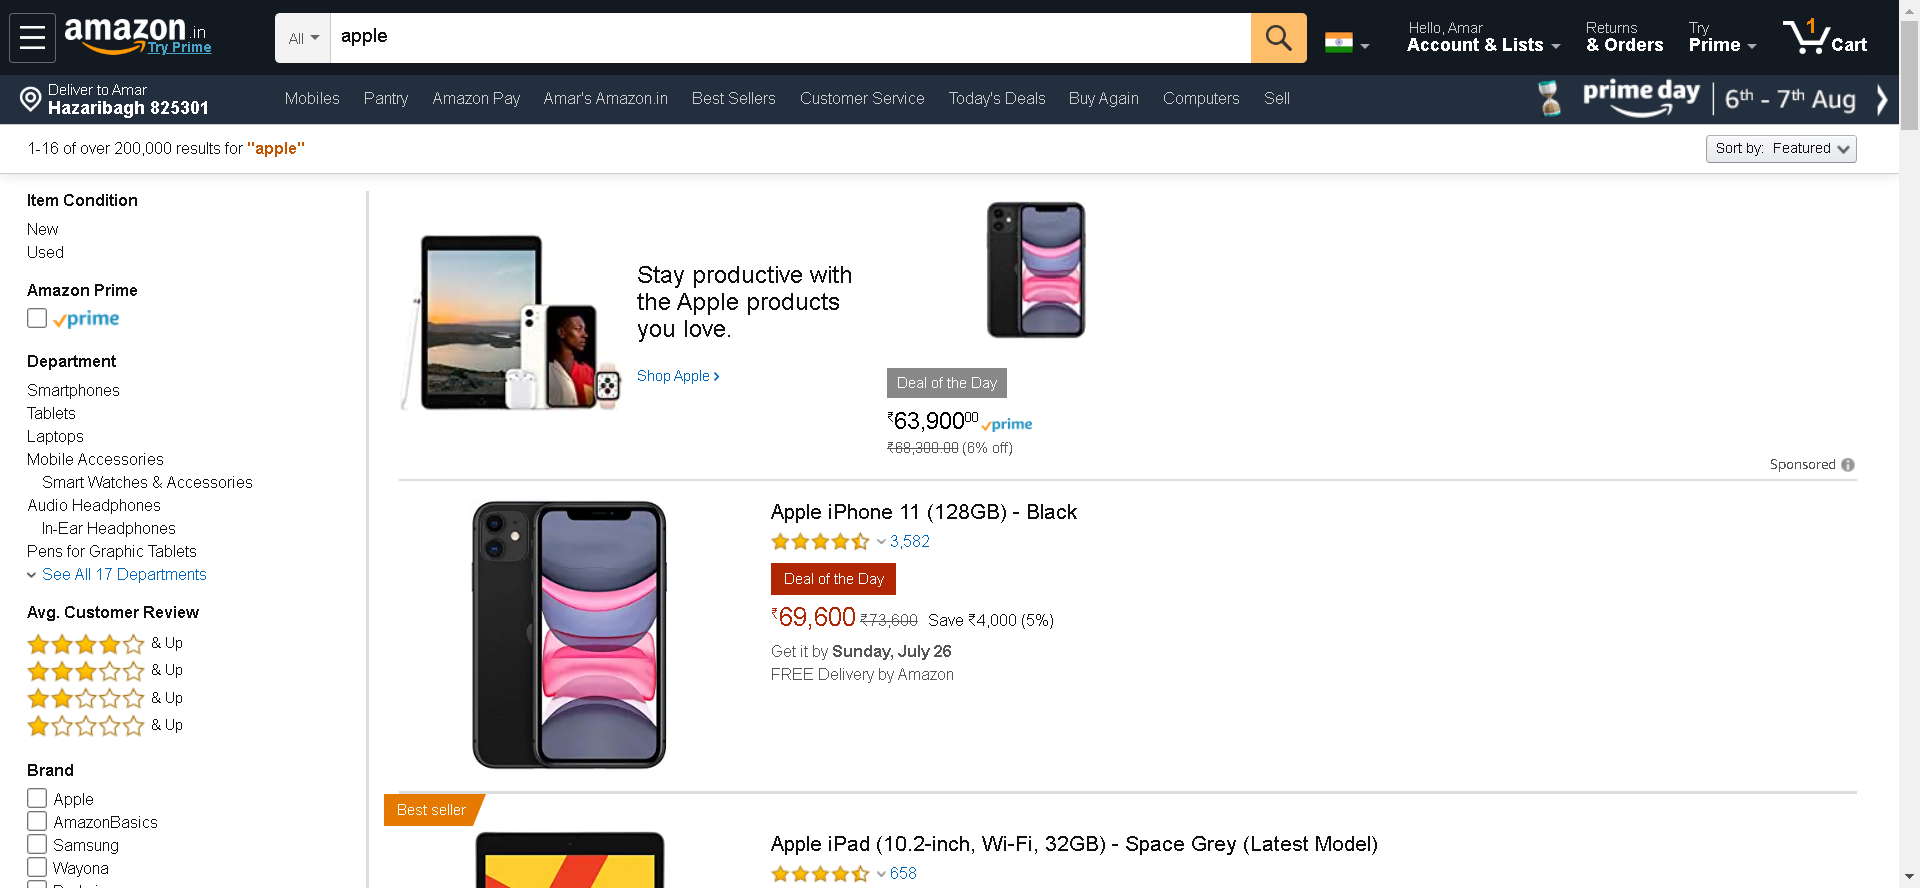 amazon.in
Try Prime
All
apple
Hello, Amar
Account & Lists
Returns
& Orders
Try
Prime
1
Cart
Deliver to Amar
Hazaribagh 825301
Mobiles
Pantry
Amazon Pay
Amar's Amazon.in
Best Sellers
Customer Service
Today's Deals
Buy Again
Computers
Sell
prime day
6th - 7th Aug
1-16 of over 200,000 results for "apple"
Sort by: Featured
Item Condition
New
Used
Amazon Prime
prime
Department
Smartphones
Tablets
Laptops
Mobile Accessories
Smart Watches & Accessories
Audio Headphones
In-Ear Headphones
Pens for Graphic Tablets
See All 17 Departments
Avg. Customer Review
& Up
& Up
& Up
& Up
Brand
Apple
AmazonBasics
Samsung
Wayona
Stay productive with
the Apple products
you love.
Shop Apple ›
Deal of the Day
₹63,90000 prime
₹68,300.00 (6% off)
Sponsored
Apple iPhone 11 (128GB) - Black
3,582
Deal of the Day
₹69,600 ₹73,600 Save ₹4,000 (5%)
Get it by Sunday, July 26
FREE Delivery by Amazon
Best seller
Apple iPad (10.2-inch, Wi-Fi, 32GB) - Space Grey (Latest Model)
658